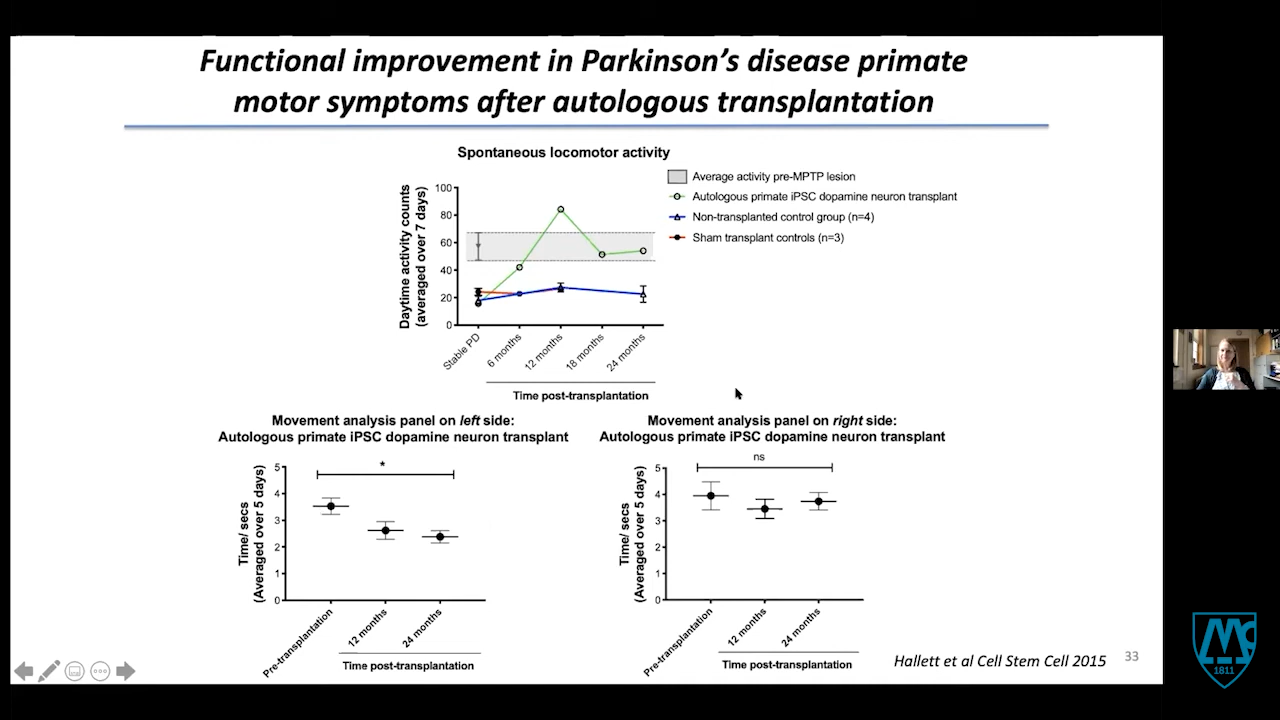 Functional improvement in Parkinson's disease primate
motor symptoms after autologous transplantation
Spontaneous locomotor activity
Daytime activity counts
(averaged over 7 days)
100
80
60
40
20
0
Stable PD
6 months
12 months
18 months
24 months
Time post-transplantation
Average activity pre-MPTP lesion
Autologous primate iPSC dopamine neuron transplant
Non-transplanted control group (n=4)
Sham transplant controls (n=3)
Movement analysis panel on left side:
Autologous primate iPSC dopamine neuron transplant
*
Time/ secs
(Averaged over 5 days)
5
4
3
2
1
0
Pre-transplantation
12 months
24 months
Time post-transplantation
Movement analysis panel on right side:
Autologous primate iPSC dopamine neuron transplant
ns
Time/ secs
(Averaged over 5 days)
5
4
3
2
1
0
Pre-transplantation
12 months
24 months
Time post-transplantation
Hallett et al Cell Stem Cell 2015
33
1811